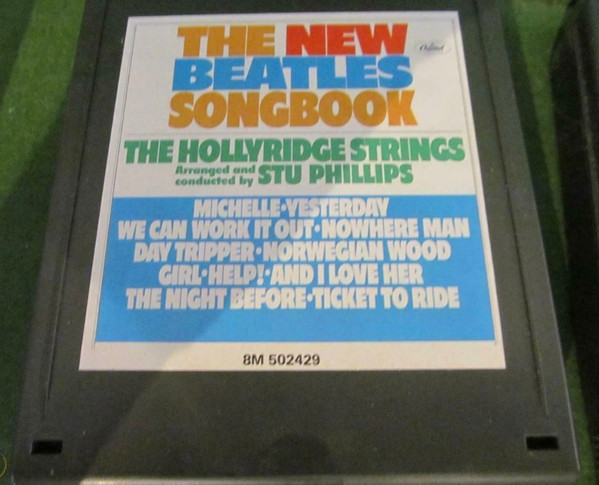 THE NEW
Capitol
BEATLES
SONGBOOK
THE HOLLYRIDGE STRINGS
Arranged and
conducted by STU PHILLIPS
MICHELLE•YESTERDAY
WE CAN WORK IT OUT•NOWHERE MAN
DAY TRIPPER•NORWEGIAN WOOD
GIRL•HELP!•AND I LOVE HER
THE NIGHT BEFORE•TICKET TO RIDE
8M 502429